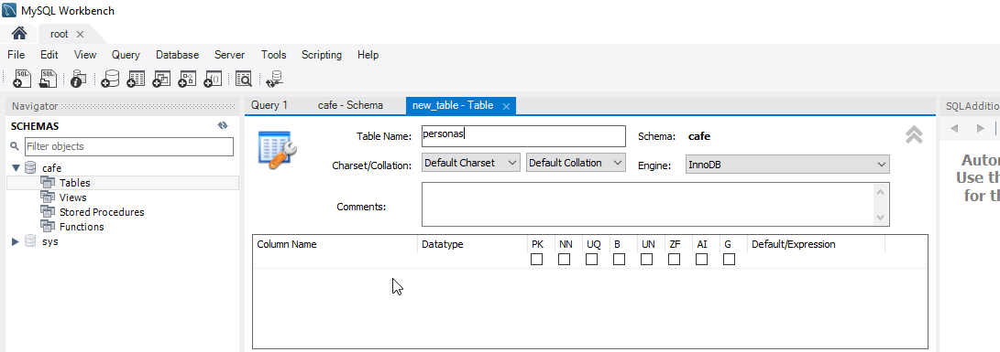 MySQL Workbench
root
File Edit View Query Database Server Tools Scripting Help
Navigator
SCHEMAS
Filter objects
cafe
Tables
Views
Stored Procedures
Functions
sys
Query 1 cafe - Schema new_table - Table
Table Name: personas Schema: cafe
Charset/Collation: Default Charset Default Collation Engine: InnoDB
Comments:
Column Name Datatype PK NN UQ B UN ZF AI G Default/Expression
SQLAddition
Auto
Use th
for th